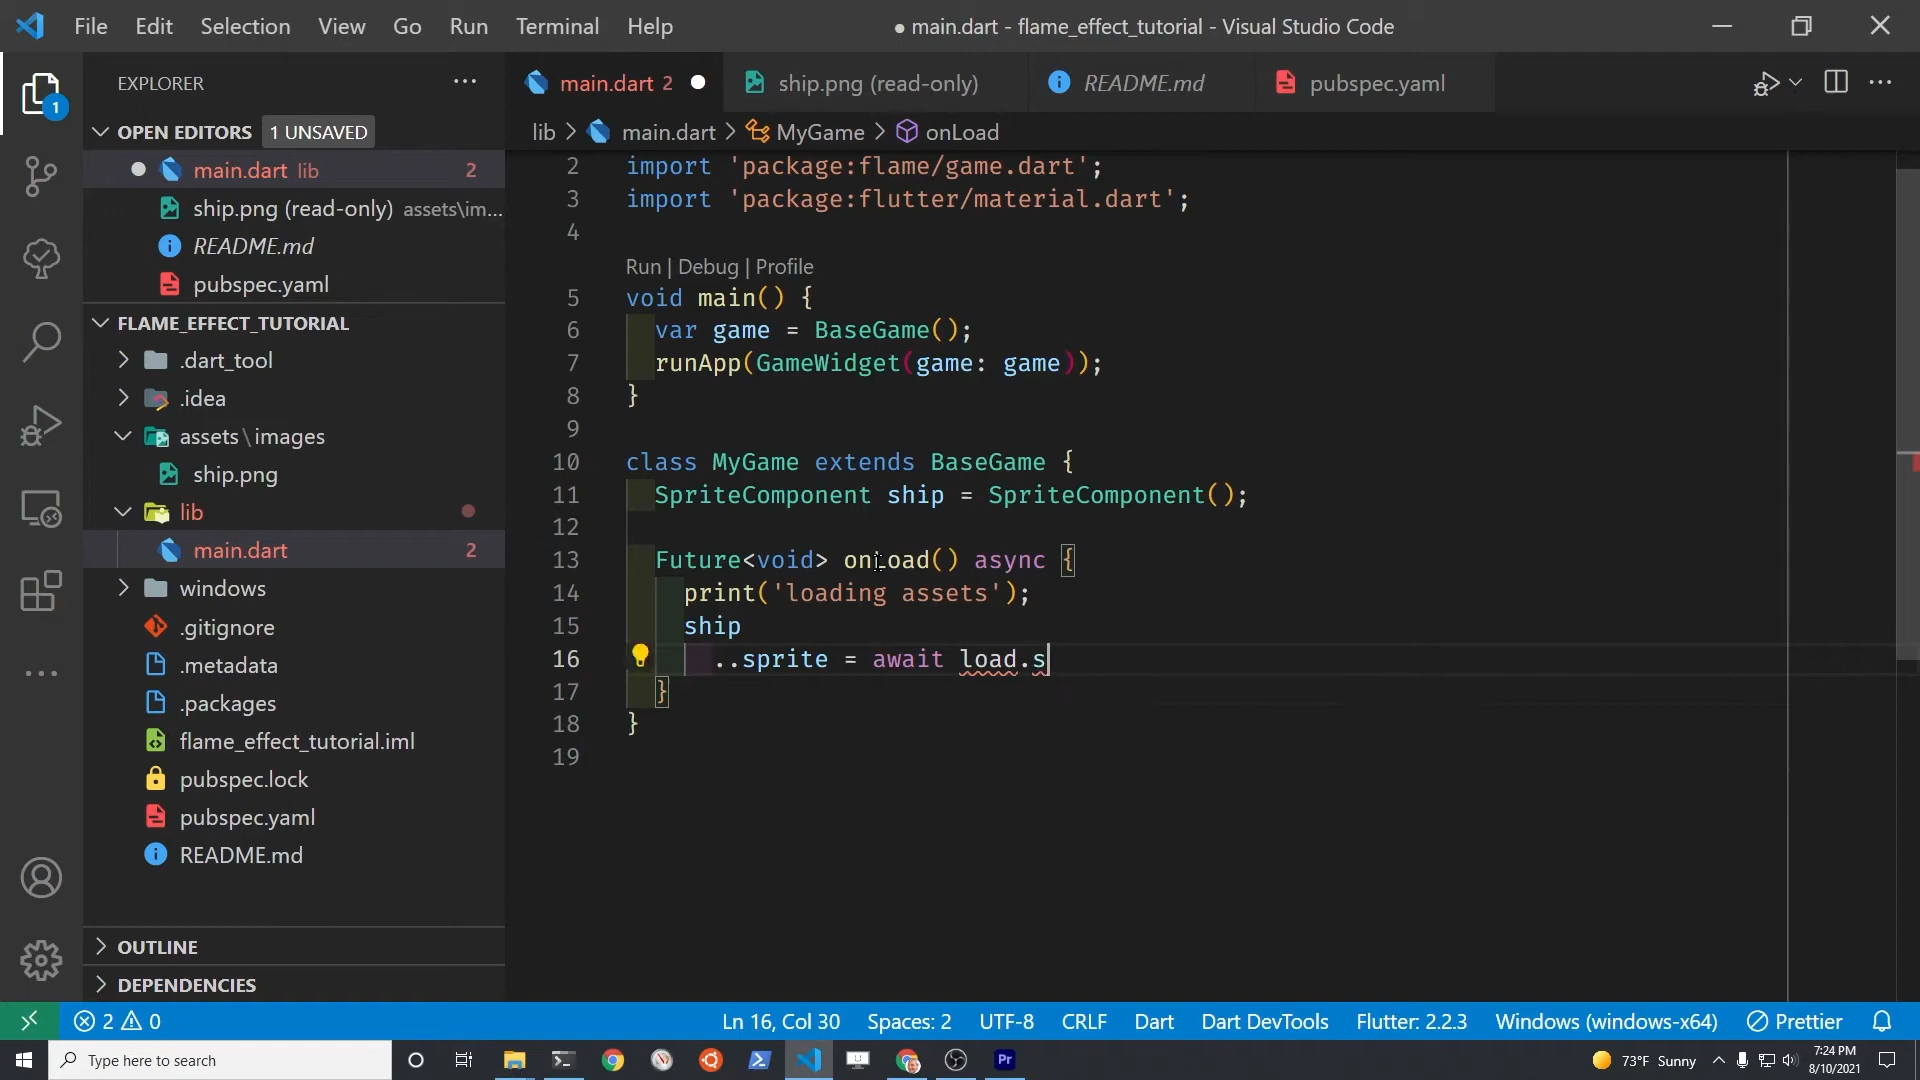 File Edit Selection View Go Run Terminal Help
● main.dart - flame_effect_tutorial - Visual Studio Code
EXPLORER
main.dart 2
ship.png (read-only)
README.md
pubspec.yaml
OPEN EDITORS 1 UNSAVED
main.dart lib 2
ship.png (read-only) assets\im...
README.md
pubspec.yaml
FLAME_EFFECT_TUTORIAL
.dart_tool
.idea
assets\images
ship.png
lib
main.dart 2
windows
.gitignore
.metadata
.packages
flame_effect_tutorial.iml
pubspec.lock
pubspec.yaml
README.md
OUTLINE
DEPENDENCIES
1
lib > main.dart > MyGame > onLoad
2 import 'package:flame/game.dart';
3 import 'package:flutter/material.dart';
4
Run | Debug | Profile
5 void main() {
6 var game = BaseGame();
7 runApp(GameWidget(game: game));
8 }
9
10 class MyGame extends BaseGame {
11 SpriteComponent ship = SpriteComponent();
12
13 Future<void> onLoad() async {
14 print('loading assets');
15 ship
16 ..sprite = await load.s
17 }
18 }
19
2 0
Ln 16, Col 30 Spaces: 2 UTF-8 CRLF Dart Dart DevTools Flutter: 2.2.3 Windows (windows-x64) Prettier
Type here to search
Pr
73°F Sunny
7:24 PM
8/10/2021